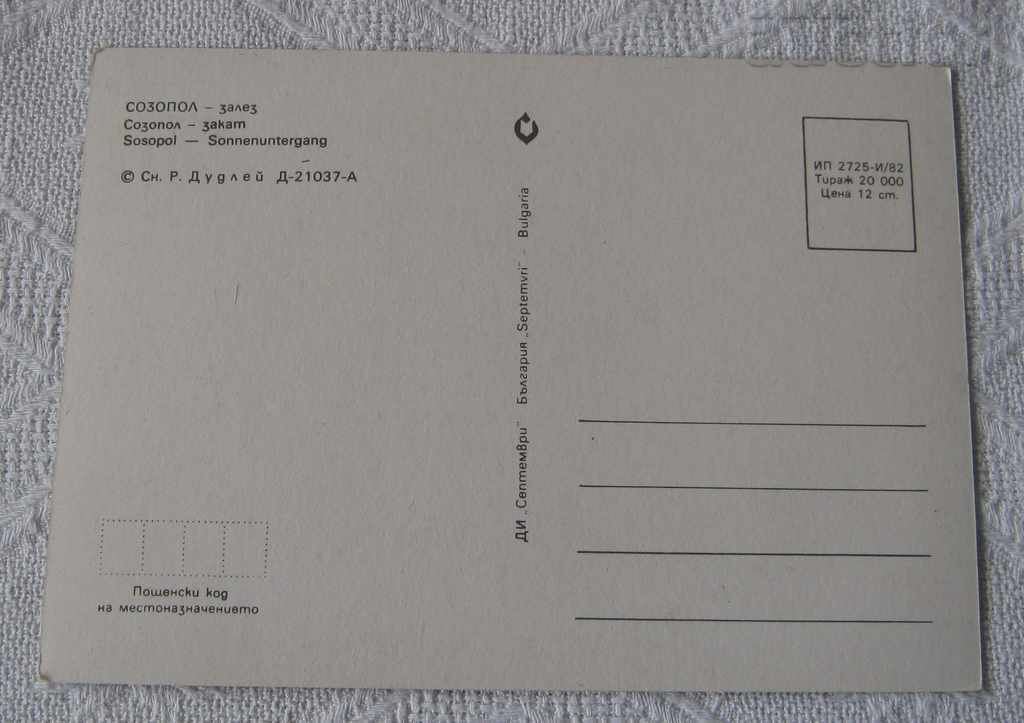 СОЗОПОЛ – залез
Созопол – закат
Sosopol — Sonnenuntergang
© Сн. Р. Дудлей Д-21037-А
Пощенски код
на местоназначението
ДИ „Септември" България „Septemvri" - Bulgaria
ИП 2725-И/82
Тираж 20 000
Цена 12 ст.